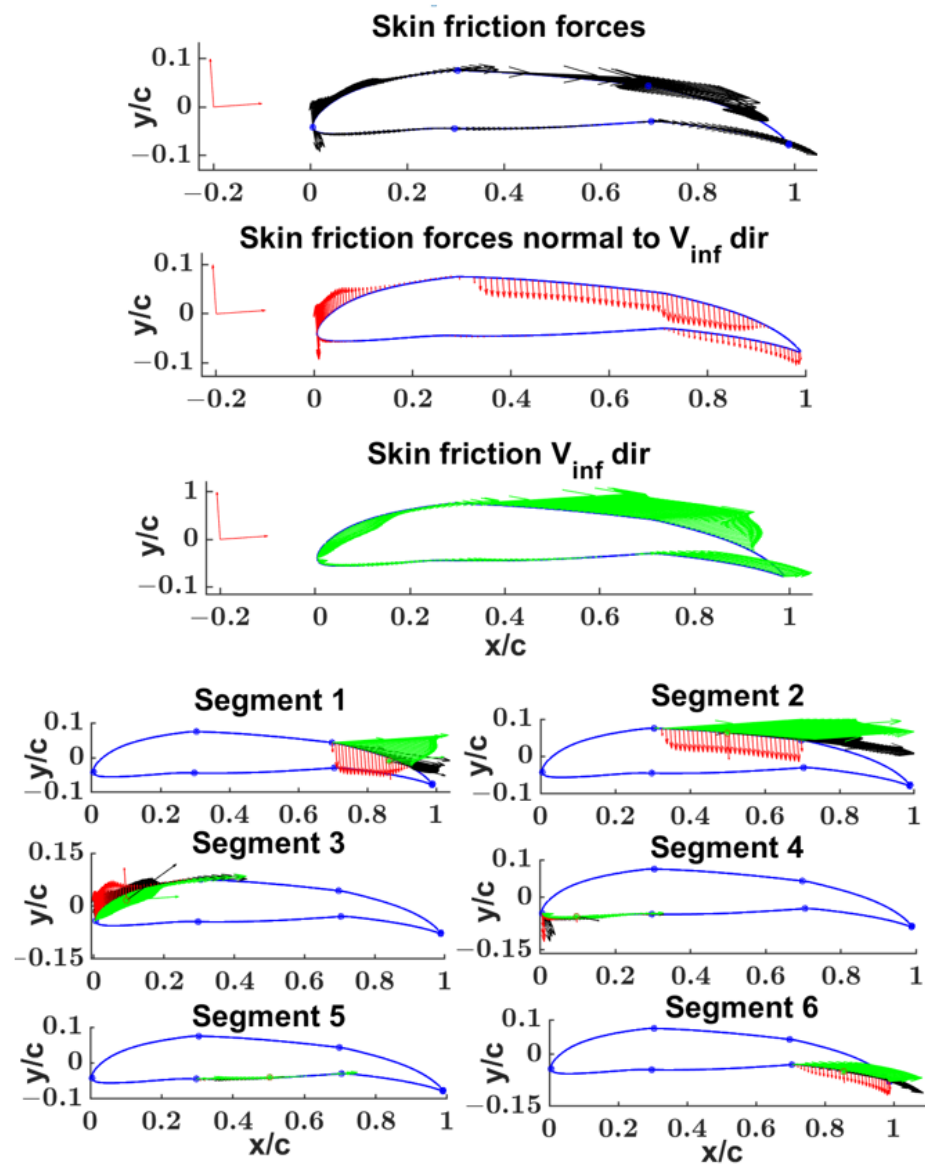 Skin friction forces
0.1
0
−0.1
y/c
−0.2 0 0.2 0.4 0.6 0.8 1
Skin friction forces normal to V_inf dir
0.1
0
−0.1
y/c
−0.2 0 0.2 0.4 0.6 0.8 1
Skin friction V_inf dir
1
0
−0.1
y/c
−0.2 0 0.2 0.4 0.6 0.8 1
x/c
Segment 1
0.1
0
−0.1
y/c
0 0.2 0.4 0.6 0.8 1
Segment 2
0.1
0
−0.1
y/c
0 0.2 0.4 0.6 0.8 1
Segment 3
0.15
0
−0.15
y/c
0 0.2 0.4 0.6 0.8 1
Segment 4
0.1
0
−0.15
y/c
0 0.2 0.4 0.6 0.8 1
Segment 5
0.1
0
−0.1
y/c
0 0.2 0.4 0.6 0.8 1
x/c
Segment 6
0.1
0
−0.15
y/c
0 0.2 0.4 0.6 0.8 1
x/c